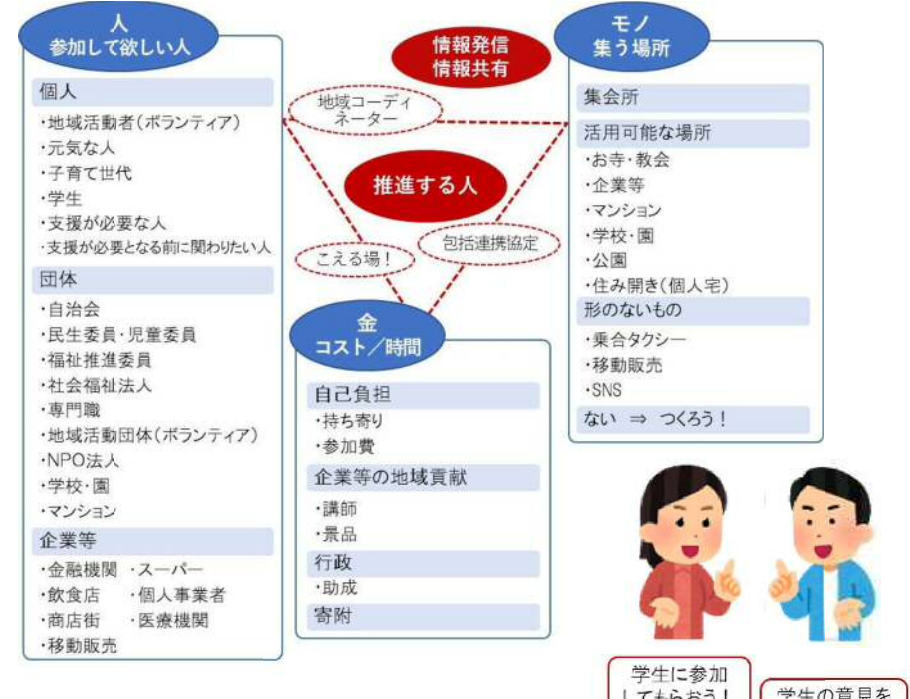 人
参加して欲しい人
個人
・地域活動者(ボランティア)
・元気な人
・子育て世代
・学生
・支援が必要な人
・支援が必要となる前に関わりたい人
団体
・自治会
・民生委員・児童委員
・福祉推進委員
・社会福祉法人
・専門職
・地域活動団体(ボランティア)
・NPO法人
・学校・園
・マンション
企業等
・金融機関 ・スーパー
・飲食店 ・個人事業者
・商店街 ・医療機関
・移動販売
情報発信
情報共有
地域コーディ
ネーター
推進する人
こえる場！
包括連携協定
金
コスト／時間
自己負担
・持ち寄り
・参加費
企業等の地域貢献
・講師
・景品
行政
・助成
寄附
モノ
集う場所
集会所
活用可能な場所
・お寺・教会
・企業等
・マンション
・学校・園
・公園
・住み開き(個人宅)
形のないもの
・乗合タクシー
・移動販売
・SNS
ない ⇒ つくろう！
学生に参加
してもらおう！
学生の意見を